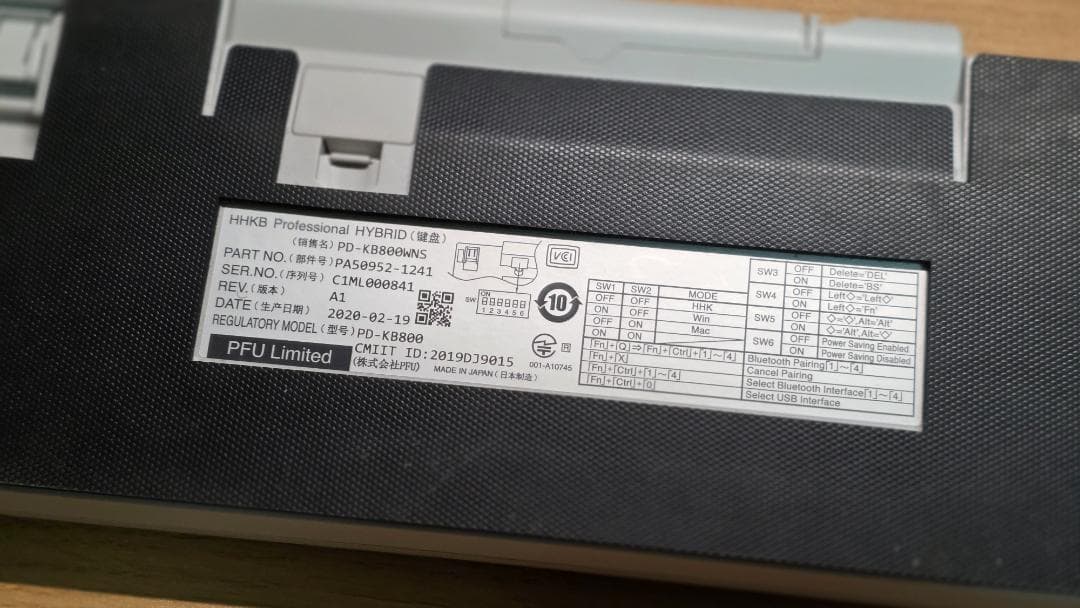 HHKB Professional HYBRID(键盘)
(销售名) PD-KB800WNS
PART NO.(部件号) PA50952-1241
SER.NO.(序列号) C1ML000841
REV.(版本) A1
DATE(生产日期) 2020-02-19
REGULATORY MODEL(型号) PD-KB800
PFU Limited
CMIIT ID:2019DJ9015
(株式会社PFU)
MADE IN JAPAN(日本制造)
VCCI
SW
ON
1 2 3 4 5 6
10
001-A10745
SW1 SW2 MODE
OFF OFF HHK
ON OFF Win
OFF ON Mac
ON ON
「Fn」+「Q」⇒「Fn」+「Ctrl」+「1」~「4」
「Fn」+「X」
「Fn」+「Ctrl」+「1」~「4」
「Fn」+「Ctrl」+「0」
SW3 OFF Delete='DEL'
ON Delete='BS'
SW4 OFF Left◇='Left◇'
ON Left◇='Fn'
SW5 OFF ◇='◇',Alt='Alt'
ON ◇='Alt',Alt='◇'
SW6 OFF Power Saving Enabled
ON Power Saving Disabled
Bluetooth Pairing「1」~「4」
Cancel Pairing
Select Bluetooth Interface「1」~「4」
Select USB Interface